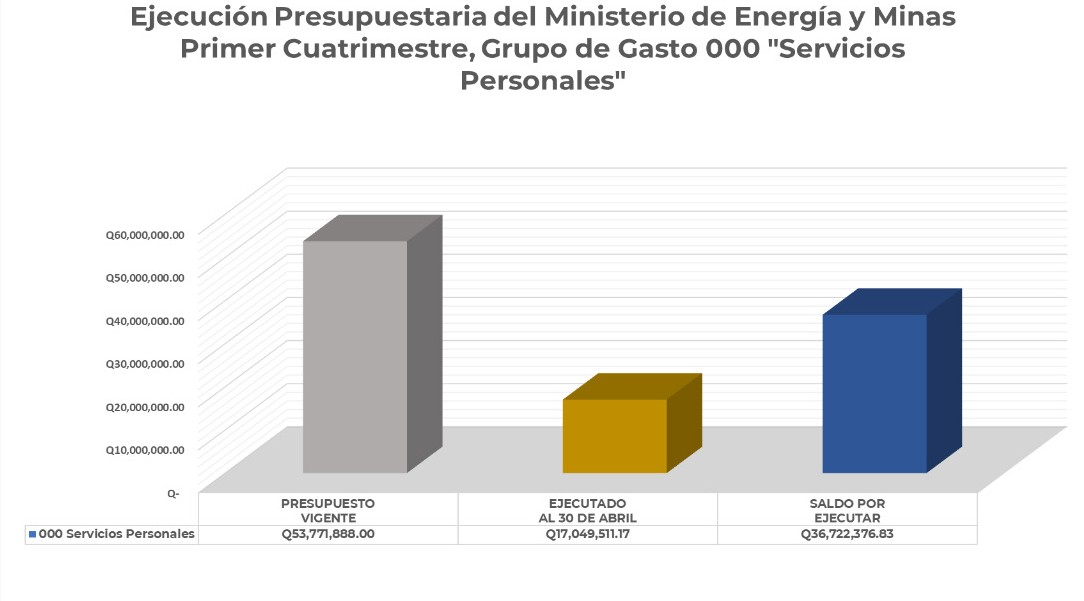 Ejecución Presupuestaria del Ministerio de Energía y Minas
Primer Cuatrimestre, Grupo de Gasto 000 "Servicios
Personales"
Q60,000,000.00
Q50,000,000.00
Q40,000,000.00
Q30,000,000.00
Q20,000,000.00
Q10,000,000.00
Q-
PRESUPUESTO
VIGENTE
EJECUTADO
AL 30 DE ABRIL
SALDO POR
EJECUTAR
000 Servicios Personales
Q53,771,888.00
Q17,049,511.17
Q36,722,376.83